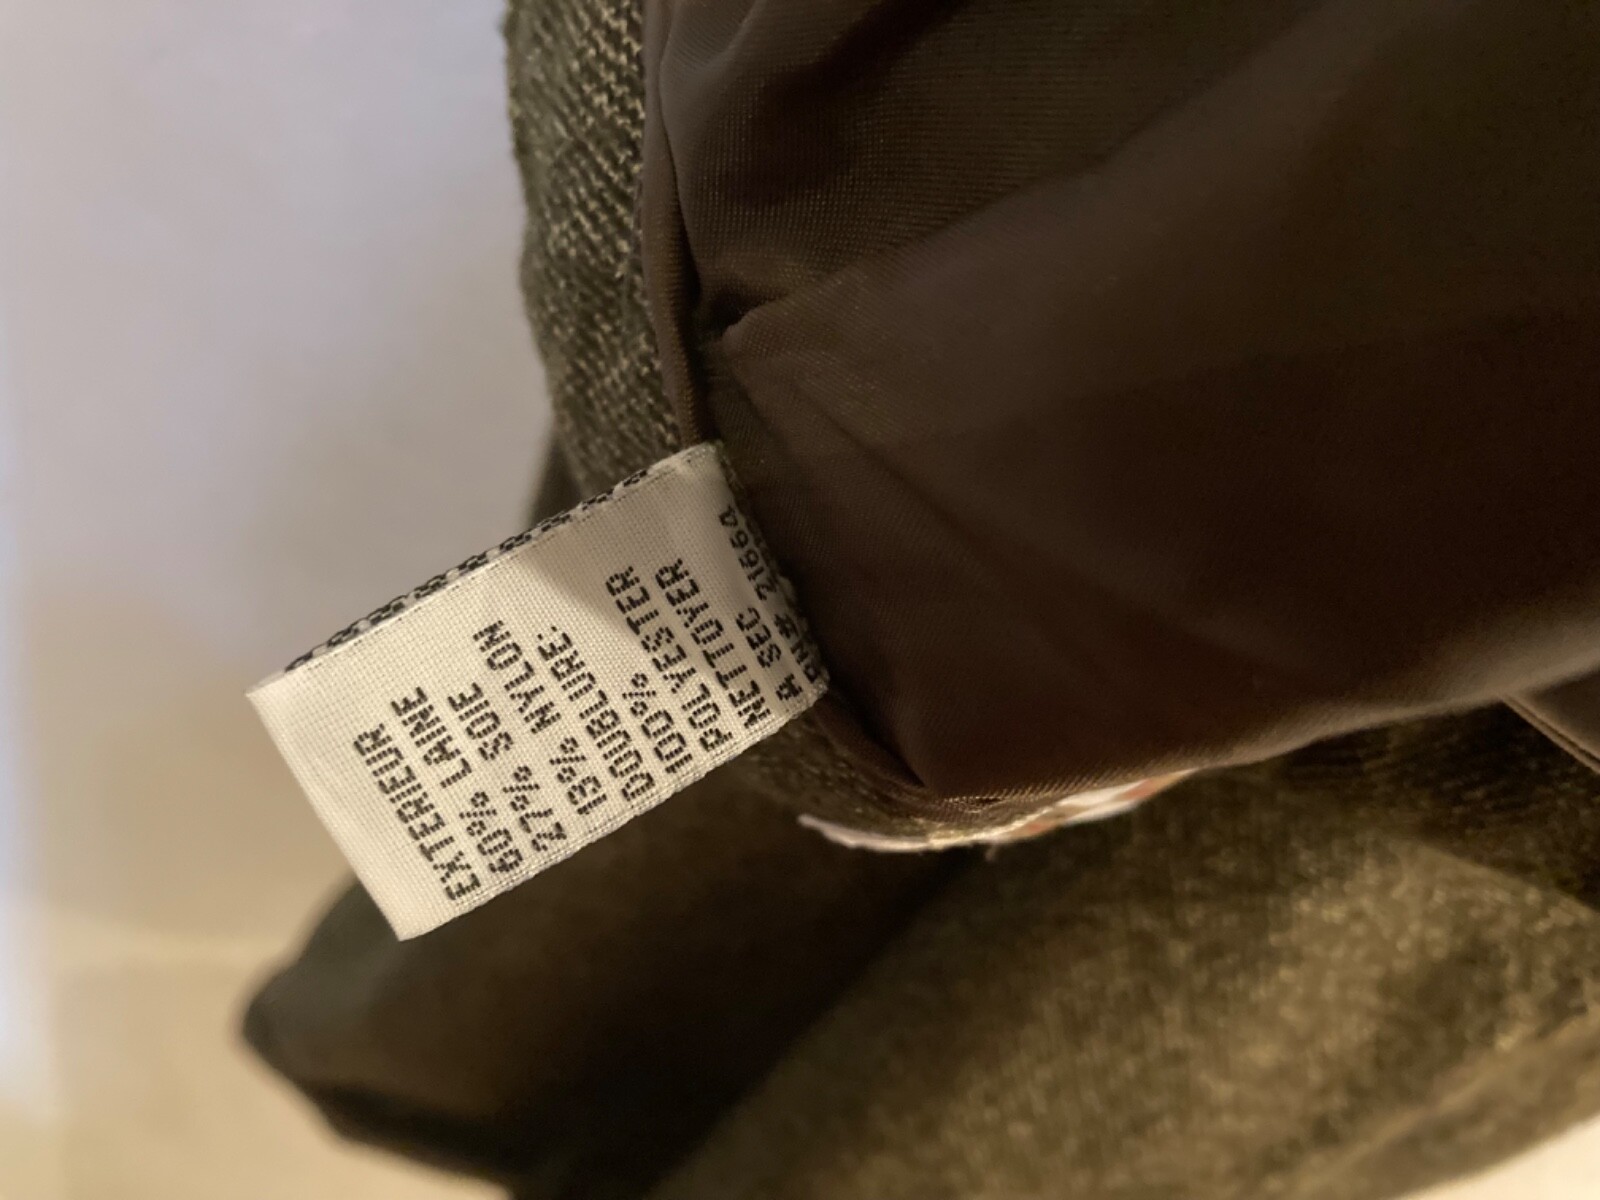 EXTERIEUR
60% LAINE
27% SOIE
13% NYLON
DOUBLURE:
100%
POLYESTER
NETTOYER
A SEC
RN# 21664